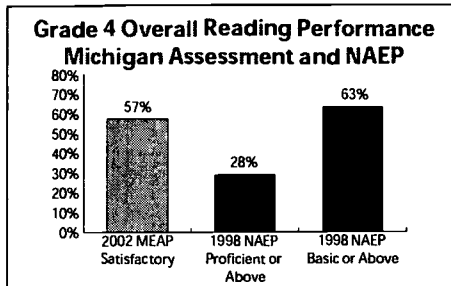 Grade 4 Overall Reading Performance
Michigan Assessment and NAEP
80%
70%
60%
50%
40%
30%
20%
10%
0%
57%
28%
63%
2002 MEAP
Satisfactory
1998 NAEP
Proficient or
Above
1998 NAEP
Basic or Above